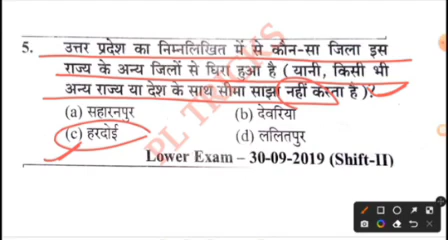 5. उत्तर प्रदेश का निम्नलिखित में से कौन-सा जिला इस
राज्य के अन्य जिलों से घिरा हुआ है ( यानी, किसी भी
अन्य राज्य या देश के साथ सीमा साझा नहीं करता है)?
(a) सहारनपुर (b) देवरिया
(c) हरदोई (d) ललितपुर
Lower Exam – 30-09-2019 (Shift-II)
PL TRICKS